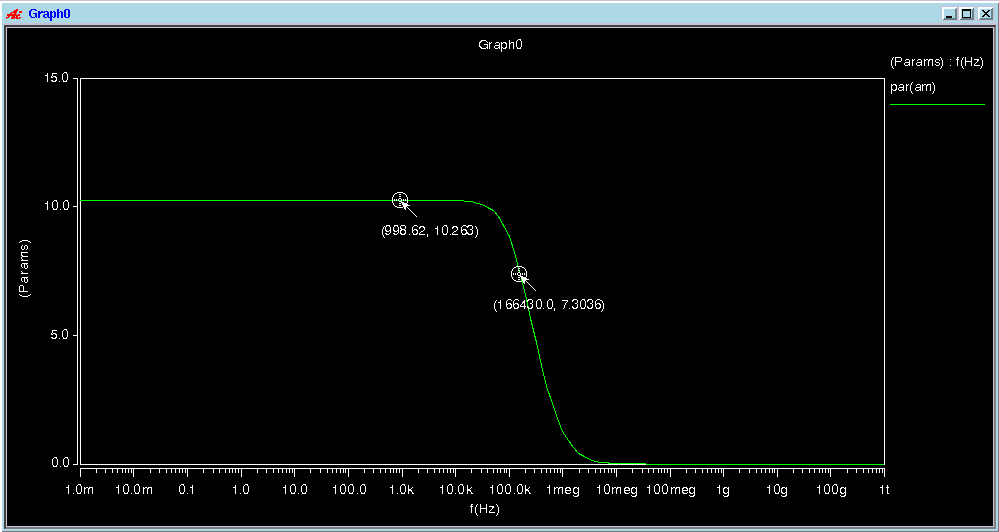 Graph0
Graph0
(Params) : f(Hz)
par(am)
15.0
10.0
5.0
0.0
(Params)
(998.62, 10.263)
(166430.0, 7.3036)
1.0m 10.0m 0.1 1.0 10.0 100.0 1.0k 10.0k 100.0k 1meg 10meg 100meg 1g 10g 100g 1t
f(Hz)